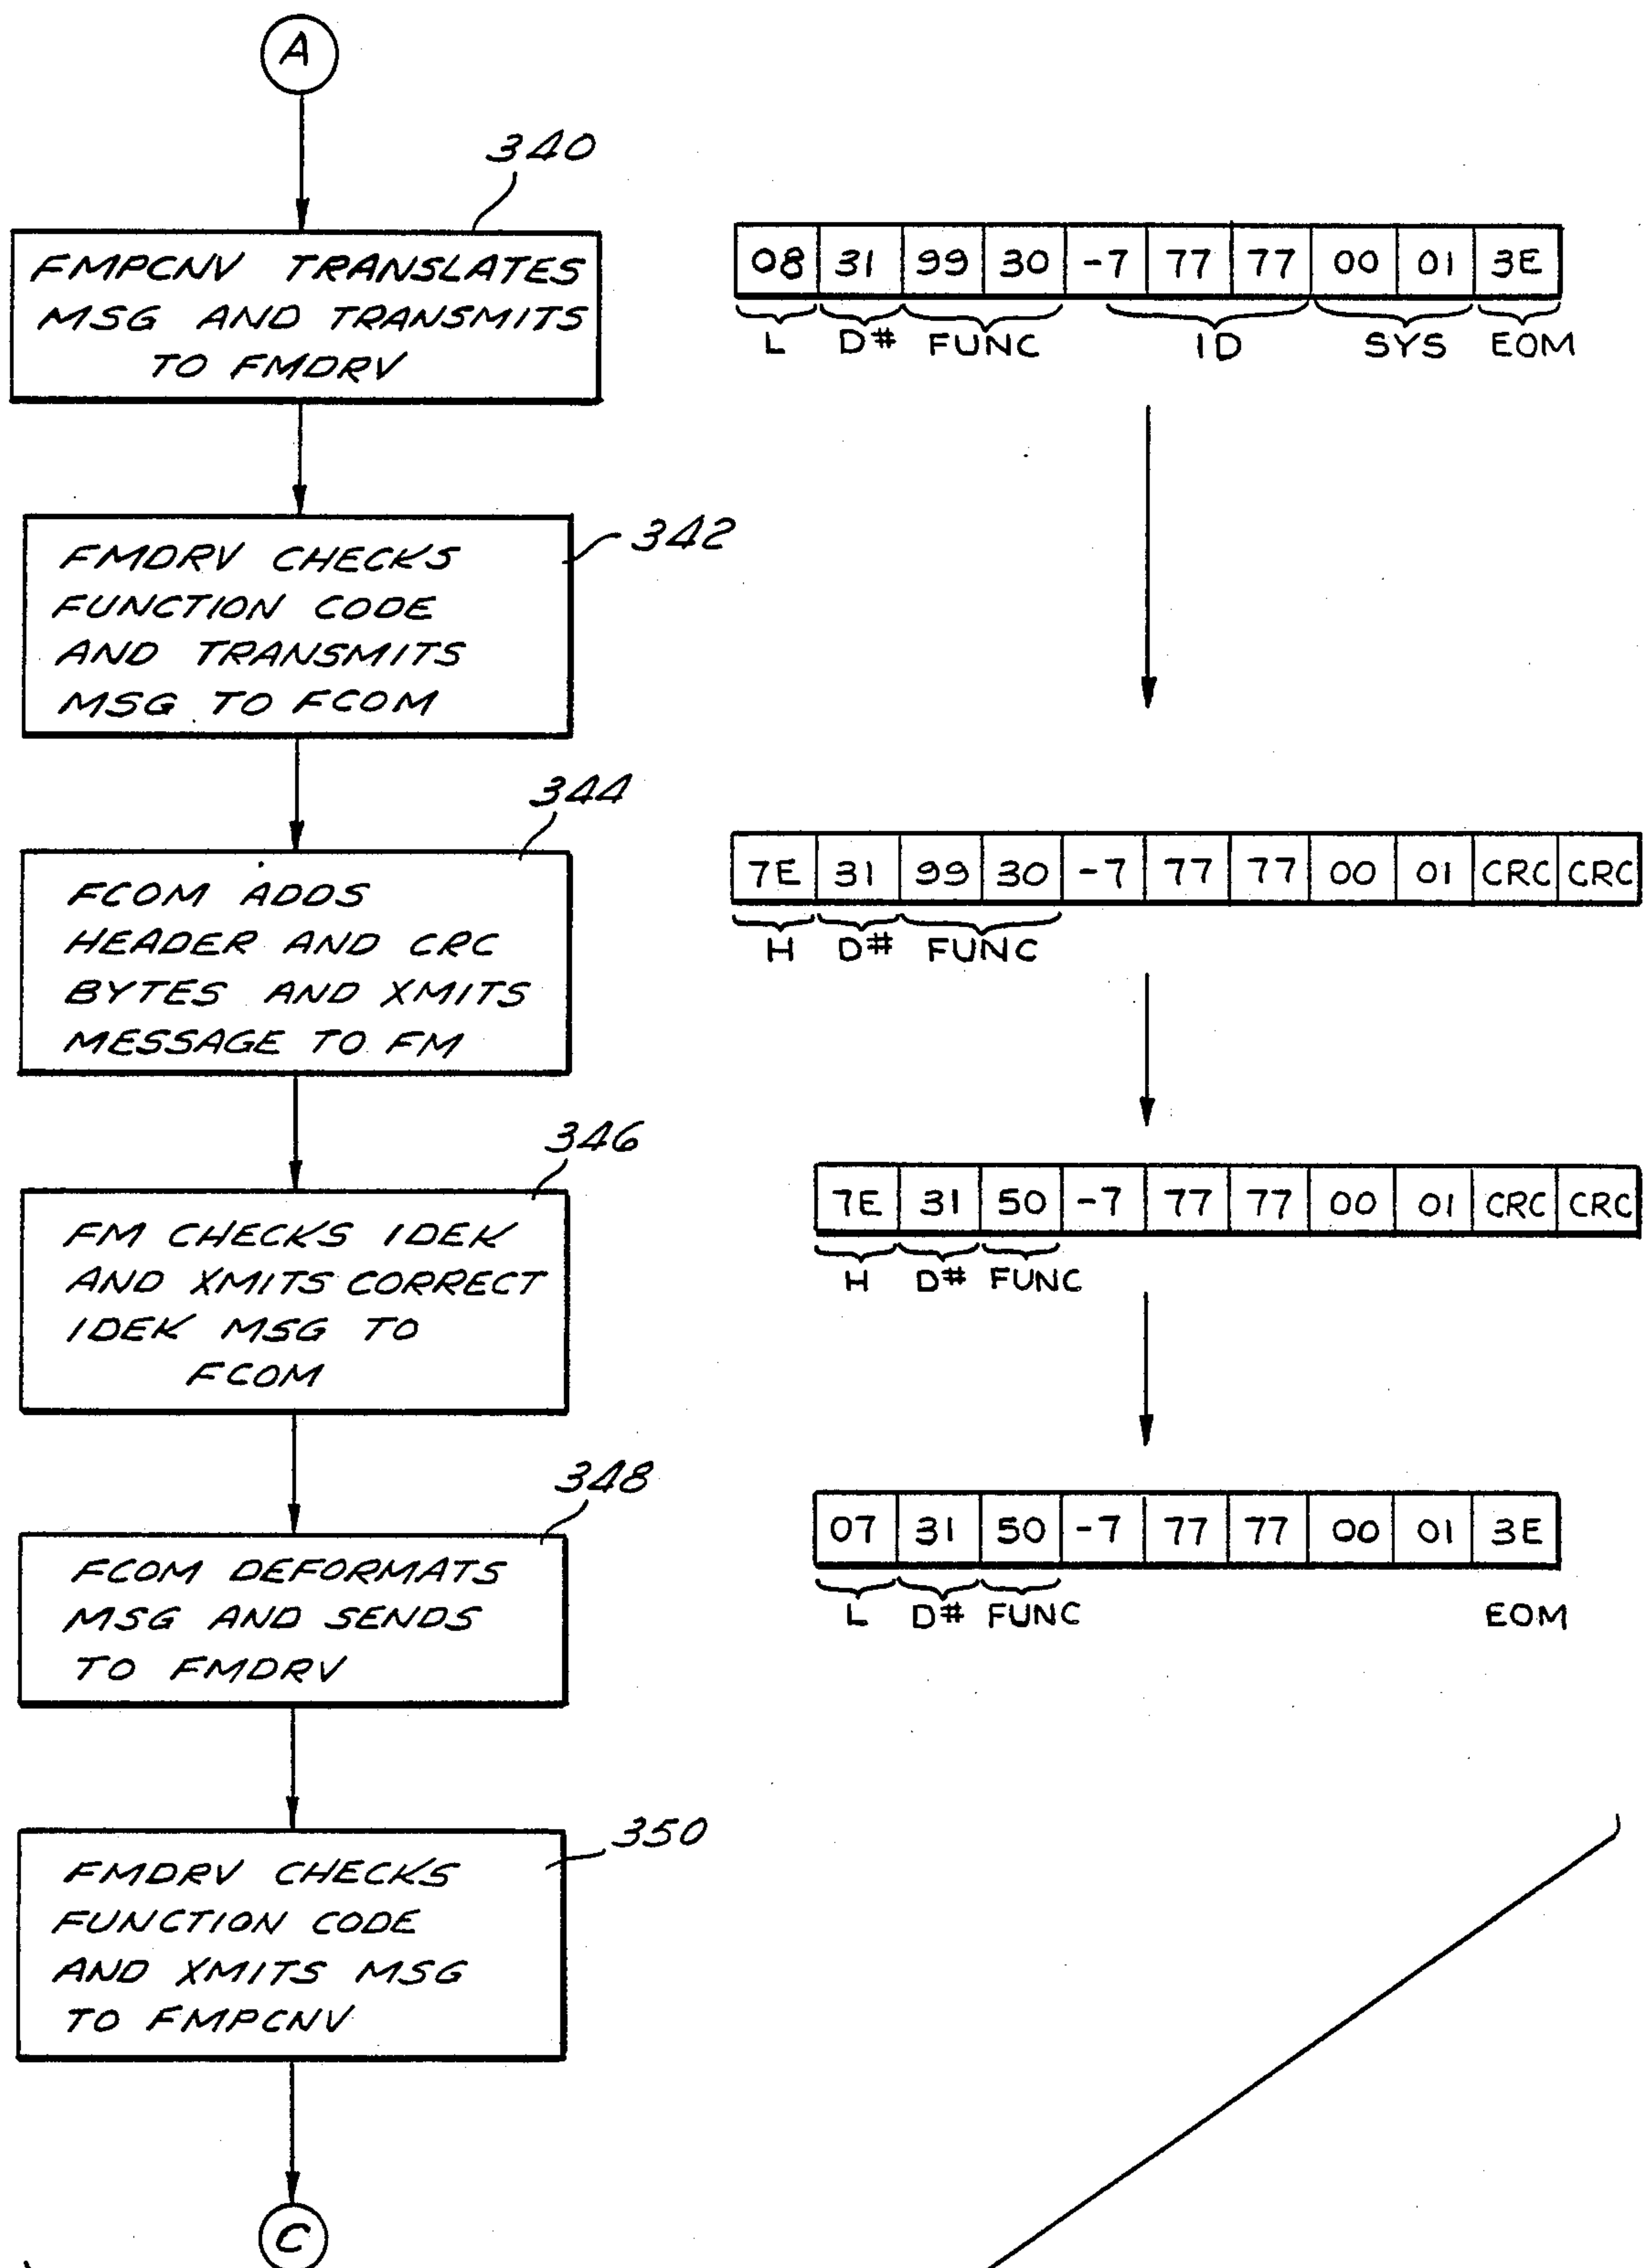 A
340
FMPCNV TRANSLATES
MSG AND TRANSMITS
TO FMDRV
08 31 99 30 -7 77 77 00 01 3E
L D# FUNC ID SYS EOM
342
FMDRV CHECKS
FUNCTION CODE
AND TRANSMITS
MSG TO FCOM
344
FCOM ADDS
HEADER AND CRC
BYTES AND XMITS
MESSAGE TO FM
7E 31 99 30 -7 77 77 00 01 CRC CRC
H D# FUNC
346
FM CHECKS IDEK
AND XMITS CORRECT
IDEK MSG TO
FCOM
7E 31 50 -7 77 77 00 01 CRC CRC
H D# FUNC
348
FCOM DEFORMATS
MSG AND SENDS
TO FMDRV
07 31 50 -7 77 77 00 01 3E
L D# FUNC EOM
350
FMDRV CHECKS
FUNCTION CODE
AND XMITS MSG
TO FMPCNV
C